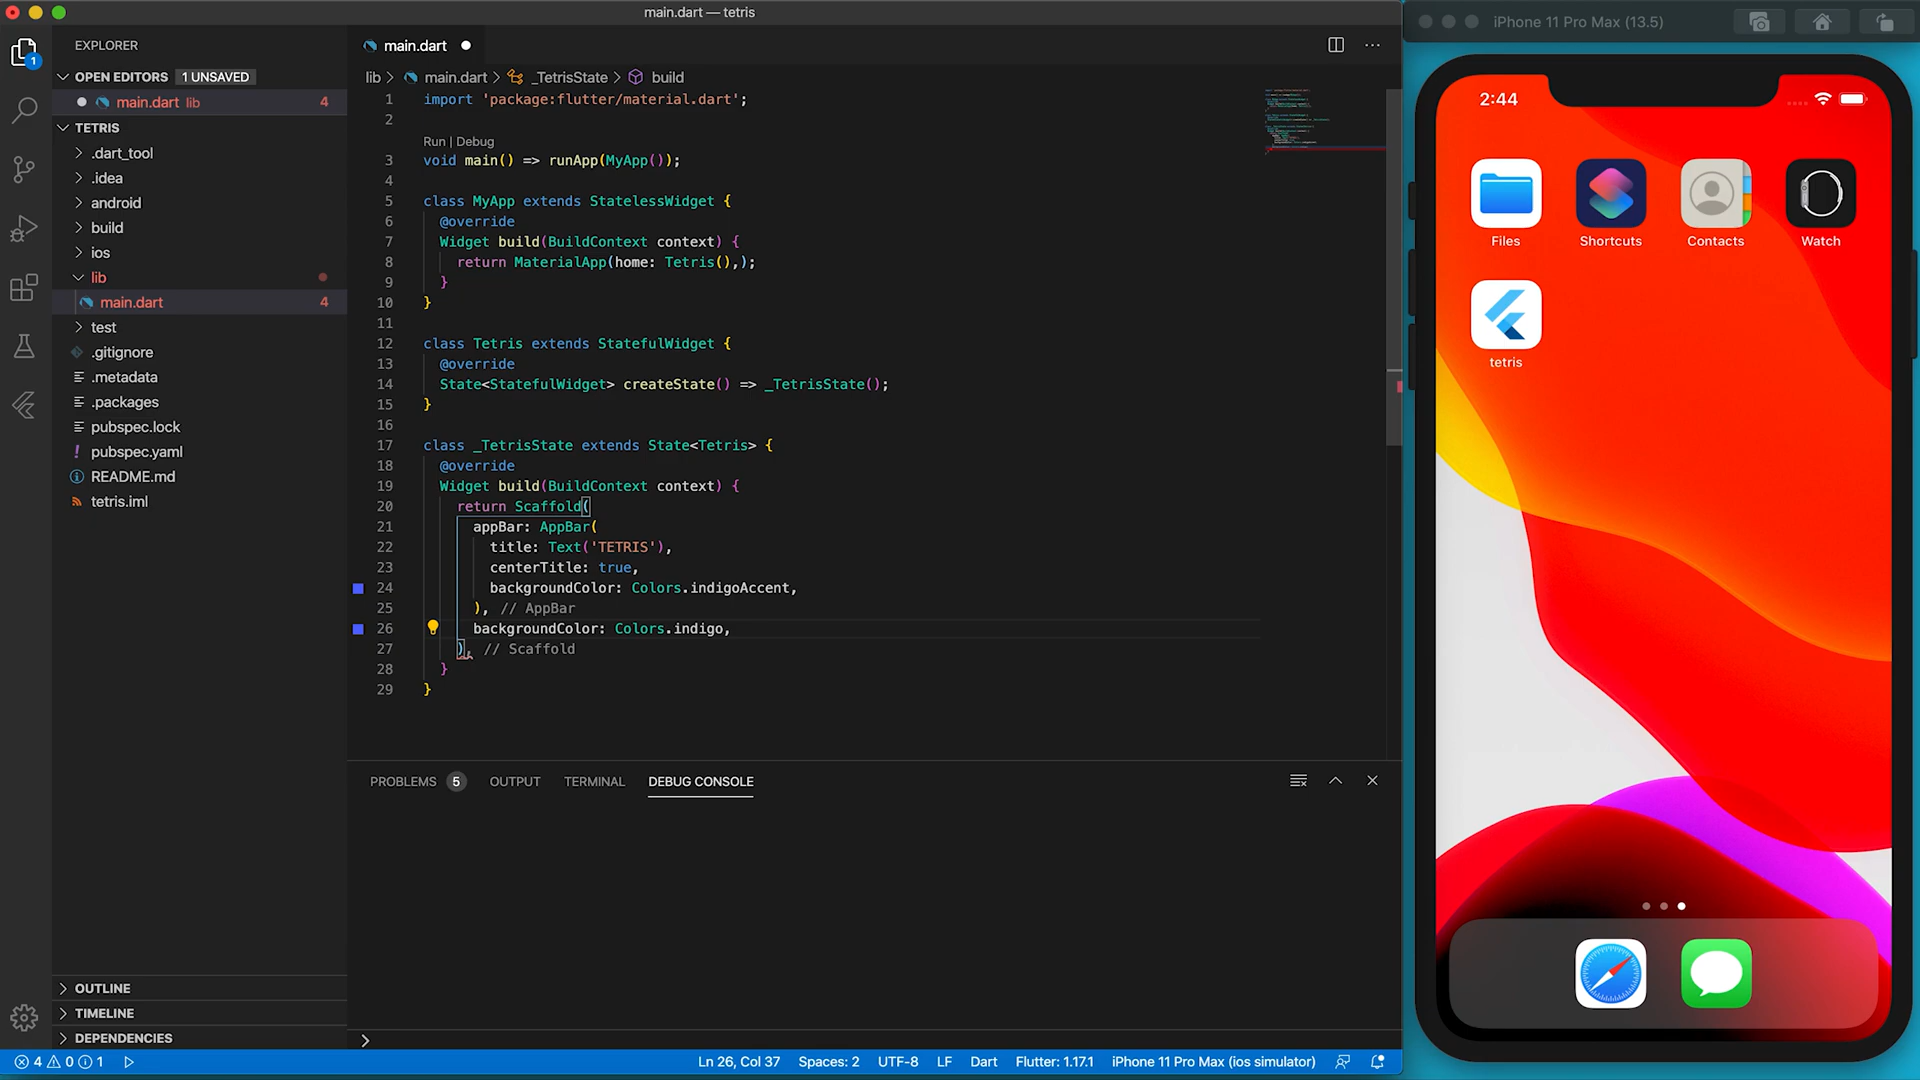 main.dart — tetris
EXPLORER
OPEN EDITORS 1 UNSAVED
main.dart lib 4
TETRIS
.dart_tool
.idea
android
build
ios
lib
main.dart 4
test
.gitignore
.metadata
.packages
pubspec.lock
pubspec.yaml
README.md
tetris.iml
OUTLINE
TIMELINE
DEPENDENCIES
1
main.dart
lib > main.dart > _TetrisState > build
1 import 'package:flutter/material.dart';
2
Run | Debug
3 void main() => runApp(MyApp());
4
5 class MyApp extends StatelessWidget {
6 @override
7 Widget build(BuildContext context) {
8 return MaterialApp(home: Tetris(),);
9 }
10 }
11
12 class Tetris extends StatefulWidget {
13 @override
14 State<StatefulWidget> createState() => _TetrisState();
15 }
16
17 class _TetrisState extends State<Tetris> {
18 @override
19 Widget build(BuildContext context) {
20 return Scaffold(
21 appBar: AppBar(
22 title: Text('TETRIS'),
23 centerTitle: true,
24 backgroundColor: Colors.indigoAccent,
25 ), // AppBar
26 backgroundColor: Colors.indigo,
27 ), // Scaffold
28 }
29 }
PROBLEMS 5 OUTPUT TERMINAL DEBUG CONSOLE
4 0 1
Ln 26, Col 37 Spaces: 2 UTF-8 LF Dart Flutter: 1.17.1 iPhone 11 Pro Max (ios simulator)
iPhone 11 Pro Max (13.5)
2:44
Files Shortcuts Contacts Watch
tetris